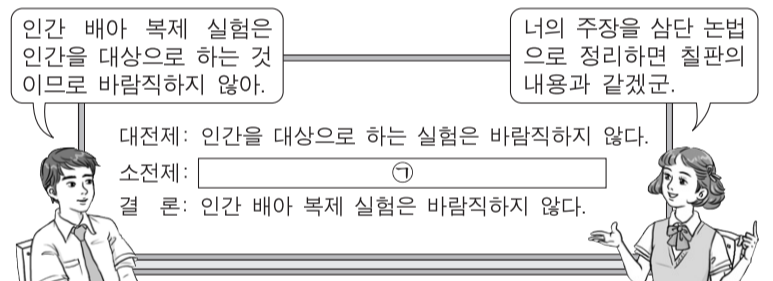 인간 배아 복제 실험은
인간을 대상으로 하는 것
이므로 바람직하지 않아.
너의 주장을 삼단 논법
으로 정리하면 칠판의
내용과 같겠군.
대전제: 인간을 대상으로 하는 실험은 바람직하지 않다.
소전제: ㉠
결 론: 인간 배아 복제 실험은 바람직하지 않다.